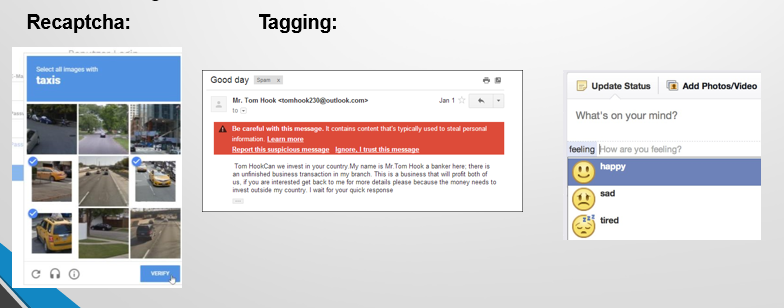 Recaptcha:
Tagging:
Select all images with
taxis
VERIFY
Good day Spam x
Mr. Tom Hook <tomhook230@outlook.com> Jan 1
to
Be careful with this message. It contains content that's typically used to steal personal
information. Learn more
Report this suspicious message Ignore, I trust this message
Tom HookCan we invest in your country.My name is Mr.Tom Hook a banker here; there is
an unfinished business transaction in my branch. This is a business that will profit both of
us, if you are interested get back to me for more details please because the money needs to
invest outside my country. I wait for your quick response
Update Status Add Photos/Video
What's on your mind?
feeling How are you feeling?
happy
sad
tired